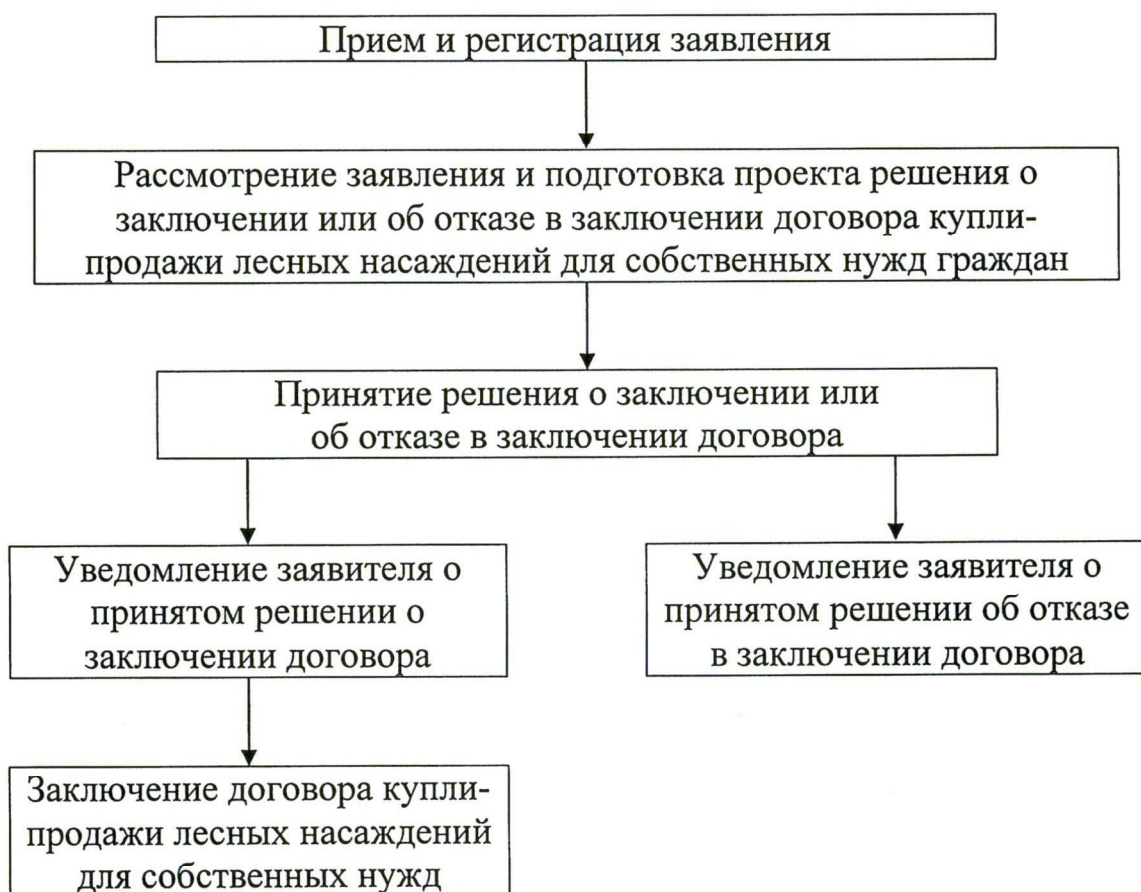 Прием и регистрация заявления
Рассмотрение заявления и подготовка проекта решения о
заключении или об отказе в заключении договора купли-
продажи лесных насаждений для собственных нужд граждан
Принятие решения о заключении или
об отказе в заключении договора
Уведомление заявителя о
принятом решении о
заключении договора
Уведомление заявителя о
принятом решении об отказе
в заключении договора
Заключение договора купли-
продажи лесных насаждений
для собственных нужд